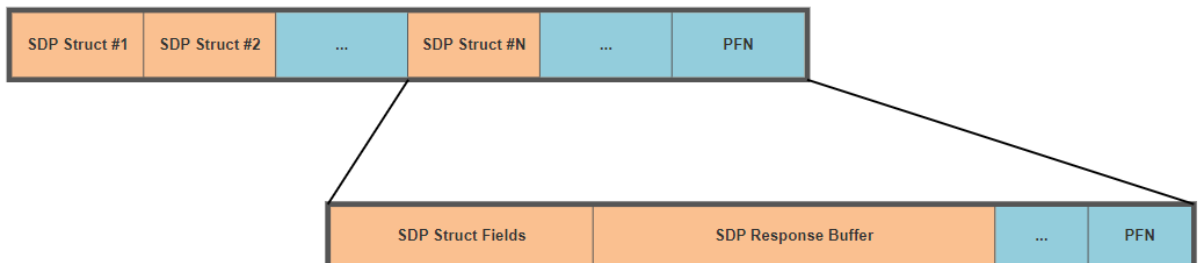 SDP Struct #1 SDP Struct #2 ... SDP Struct #N ... PFN
SDP Struct Fields SDP Response Buffer ... PFN